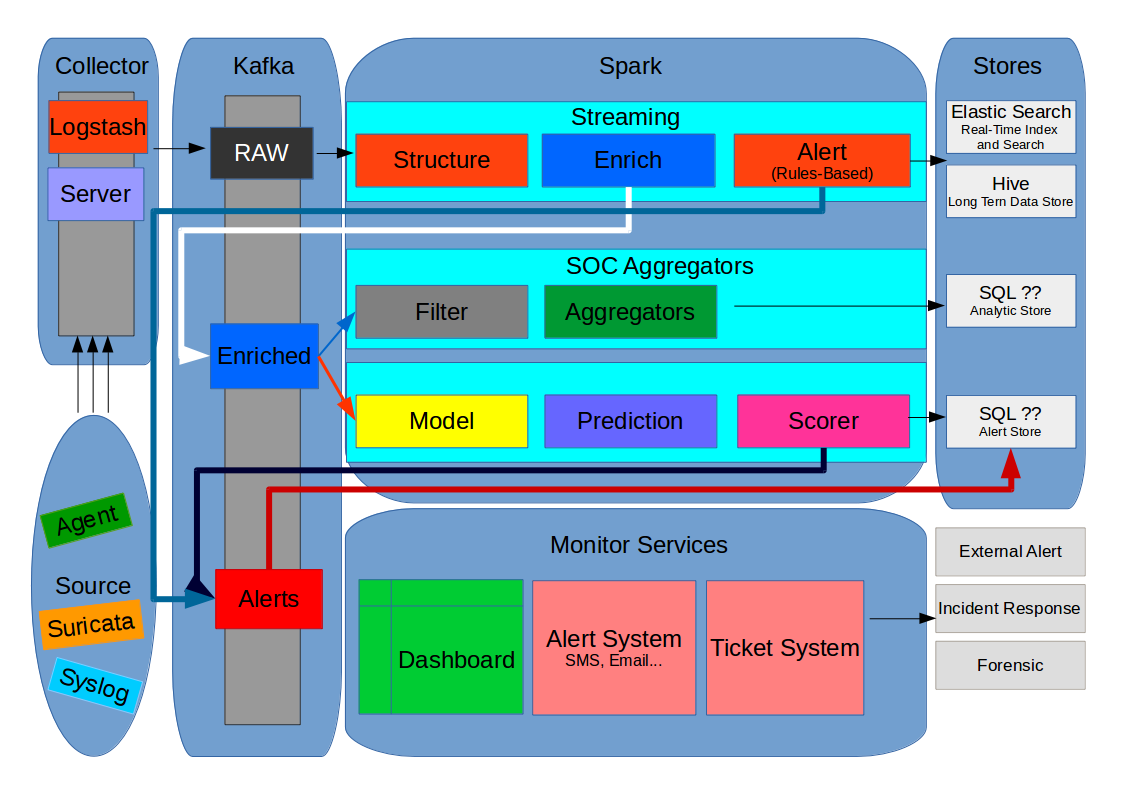 Collector
Logstash
Server
Agent
Source
Suricata
Syslog
Kafka
RAW
Enriched
Alerts
Spark
Streaming
Structure
Enrich
Alert
(Rules-Based)
SOC Aggregators
Filter
Aggregators
Model
Prediction
Scorer
Monitor Services
Dashboard
Alert System
SMS, Email...
Ticket System
Stores
Elastic Search
Real-Time Index
and Search
Hive
Long Tern Data Store
SQL ??
Analytic Store
SQL ??
Alert Store
External Alert
Incident Response
Forensic